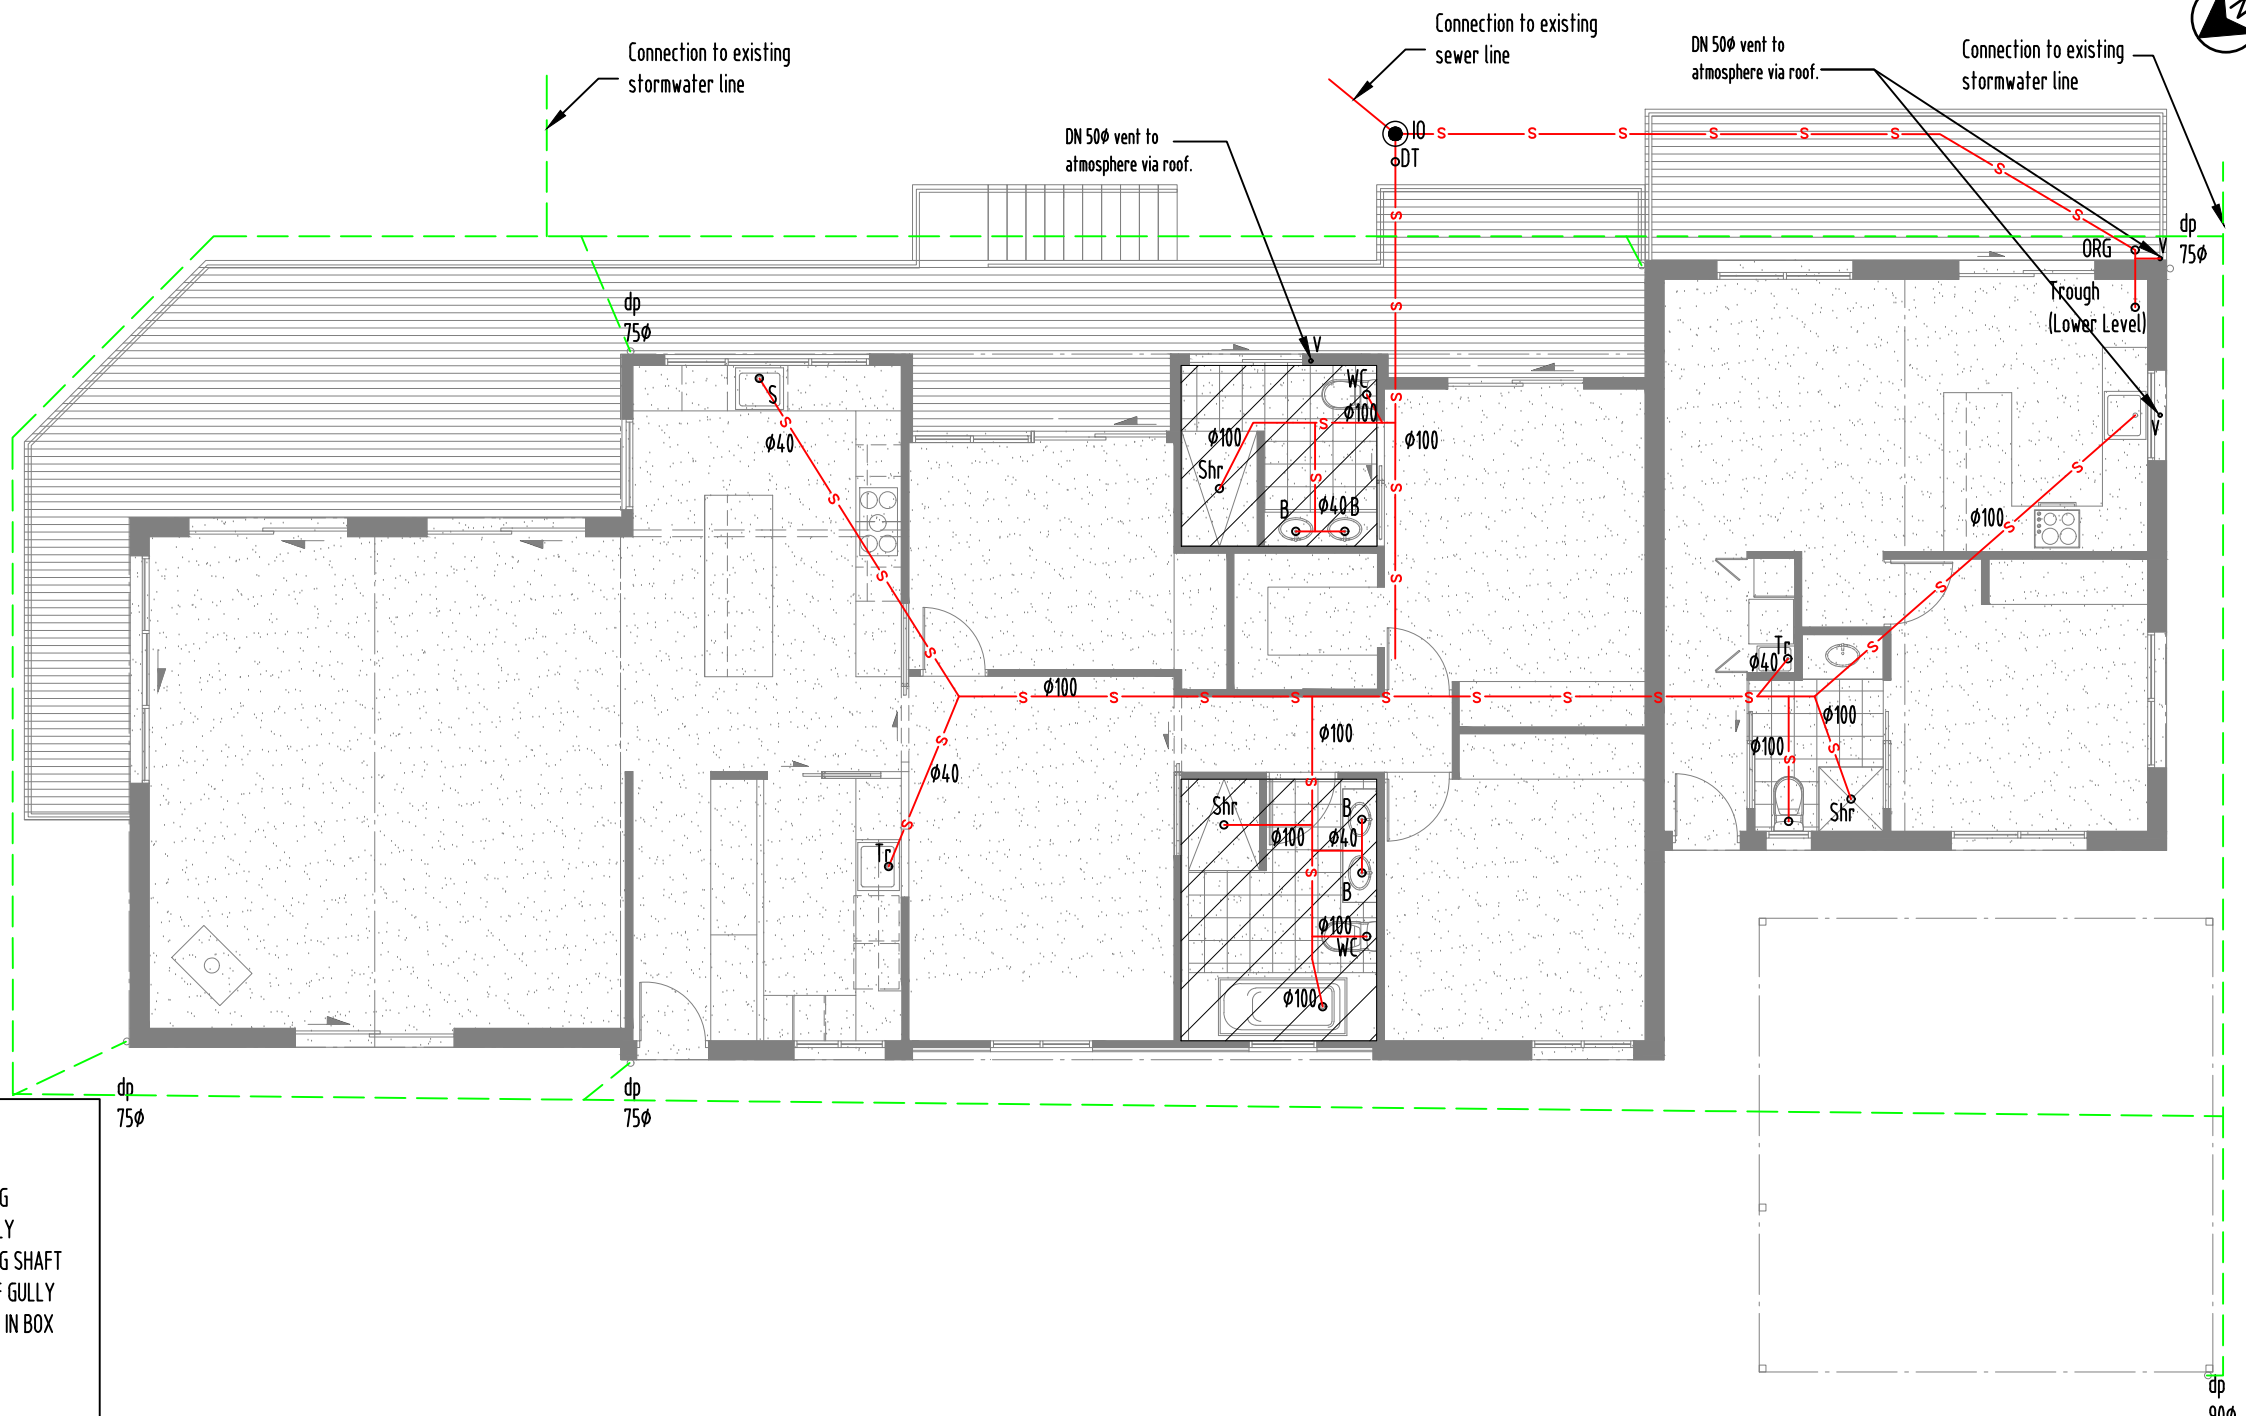 Connection to existing
stormwater line
Connection to existing
sewer line
DN 50Ø vent to
atmosphere via roof.
Connection to existing
stormwater line
N
DN 50Ø vent to
atmosphere via roof.
IO
DT
S S S S S S
S
S
S
S
S
S
S
ORG
V
dp
75Ø
Trough
(Lower Level)
dp
75Ø
V
S
S
Ø40
S
S
S
WC
Ø100
Ø100
S
Shr
S
B
Ø40
B
Ø100
V
S
Ø100
S
S
S
Tr
Ø40
Ø100
S S S S S S S S S
Ø100
Ø100
S
Ø100
S
Shr
S
Ø40
S
Tr
S
Shr
Ø100
B
Ø40
S
B
Ø100
WC
Ø100
dp
75Ø
dp
75Ø
G
LY
G SHAFT
F GULLY
IN BOX
dp
90Ø